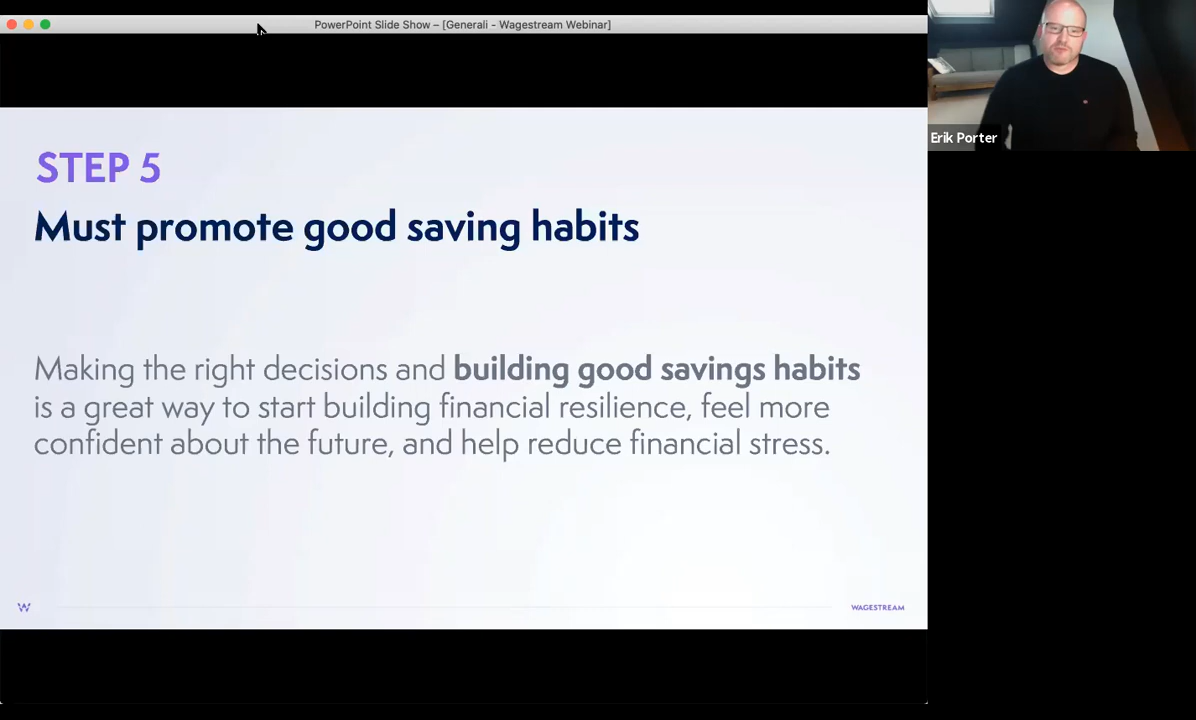 PowerPoint Slide Show – [Generali - Wagestream Webinar]
Erik Porter
STEP 5
Must promote good saving habits
Making the right decisions and building good savings habits
is a great way to start building financial resilience, feel more
confident about the future, and help reduce financial stress.
W
WAGESTREAM